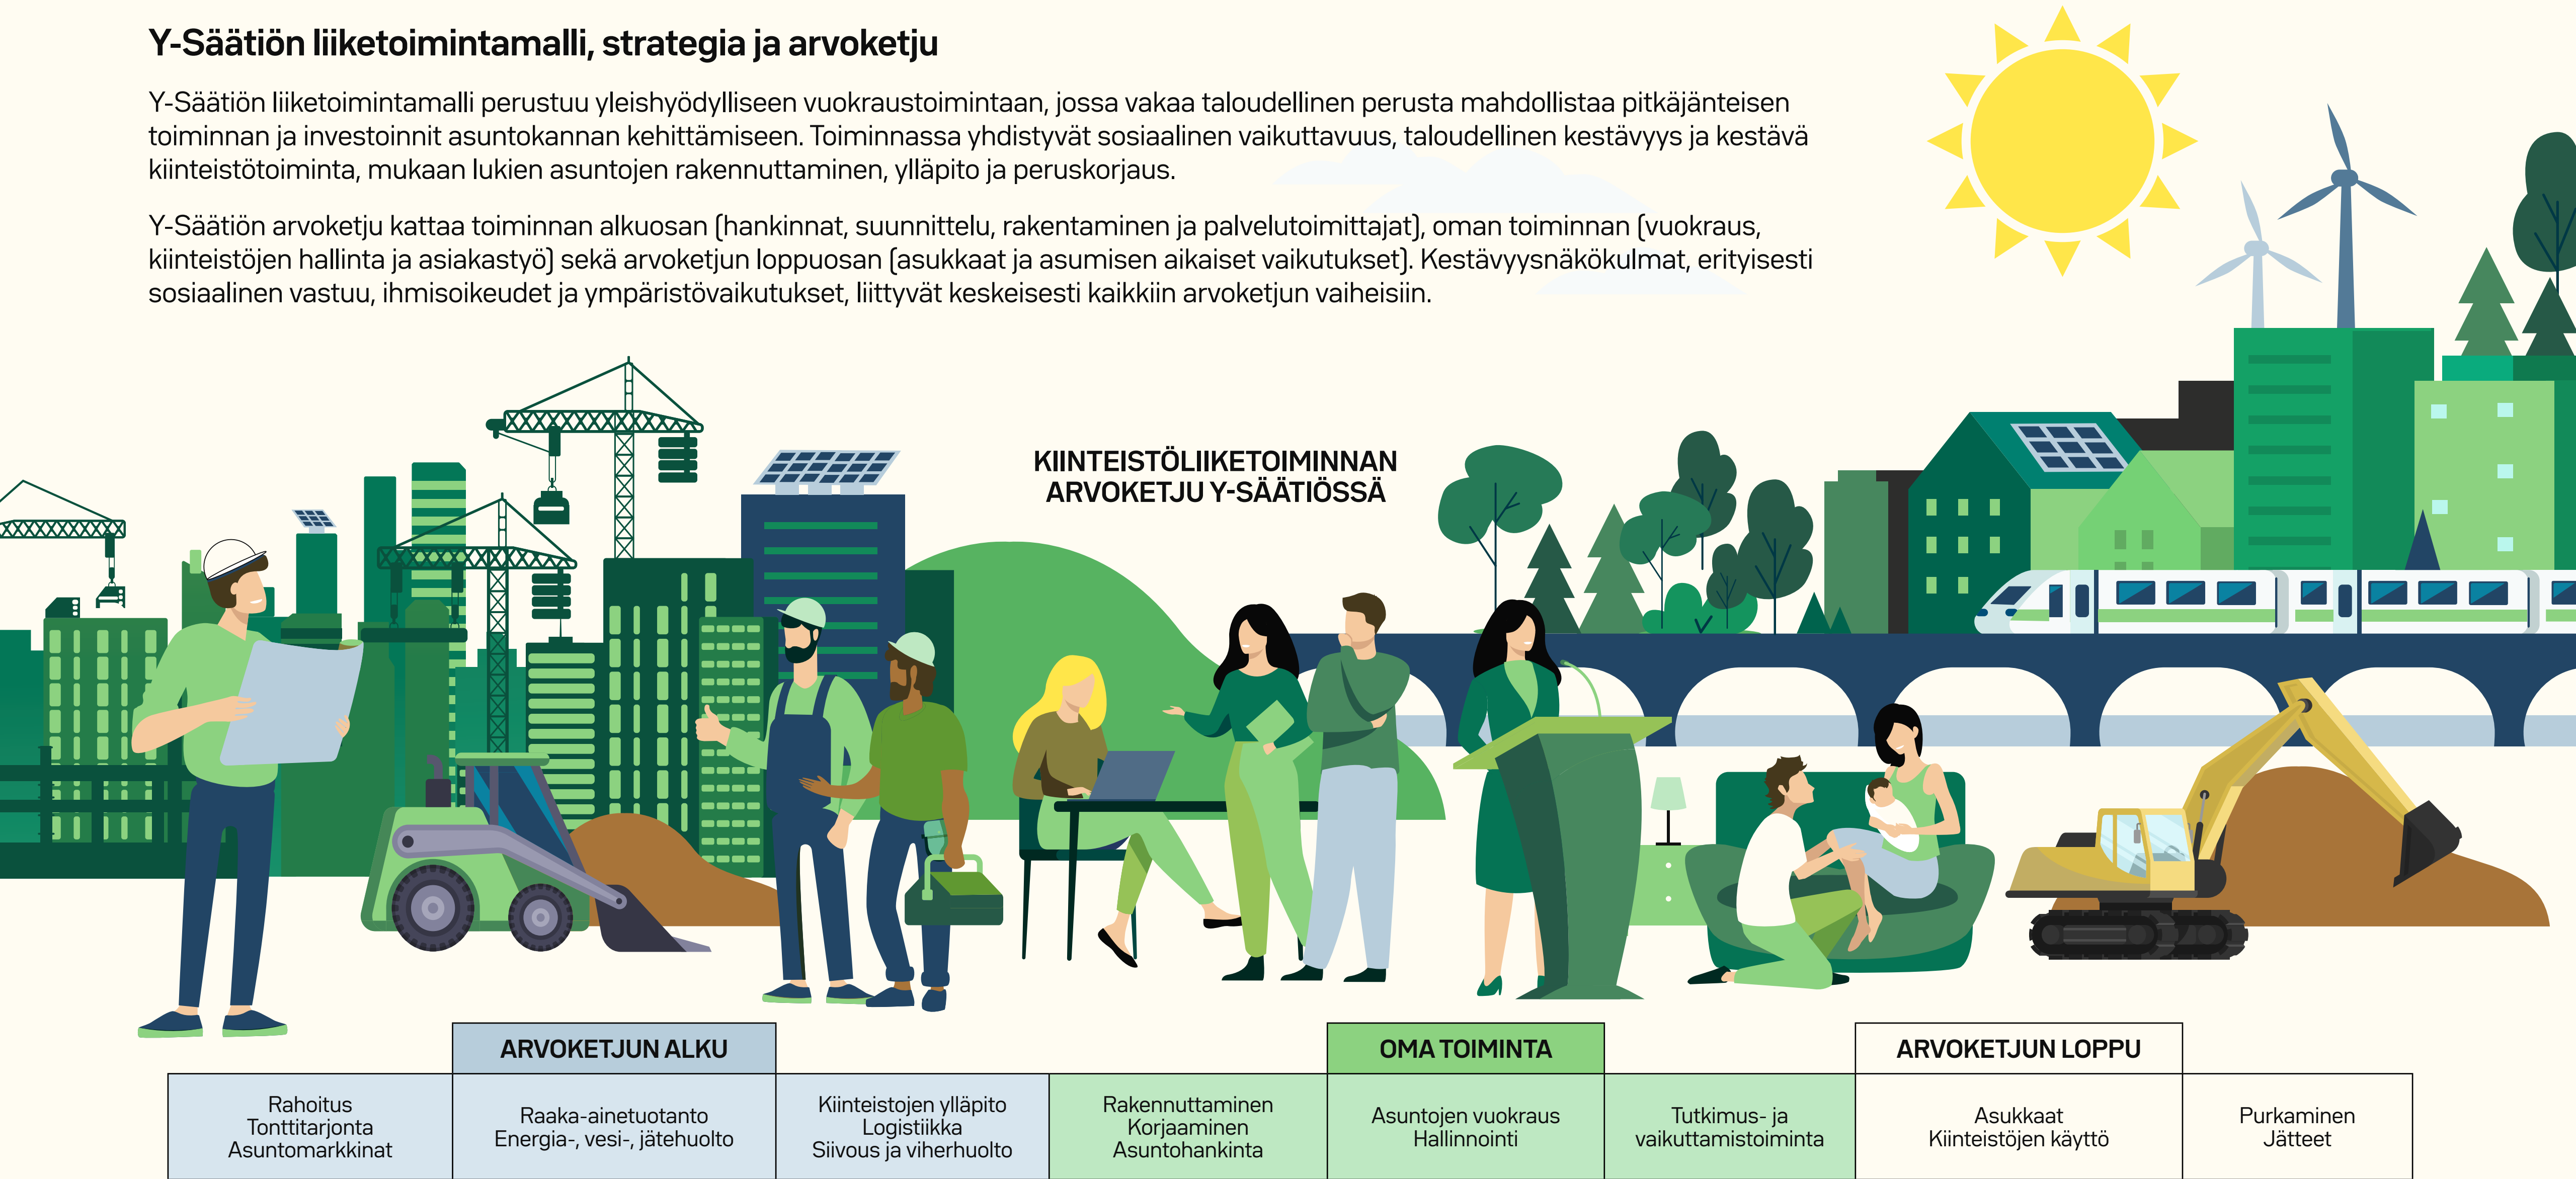 Y-Säätiön liiketoimintamalli, strategia ja arvoketju
Y-Säätiön liiketoimintamalli perustuu yleishyödylliseen vuokraustoimintaan, jossa vakaa taloudellinen perusta mahdollistaa pitkäjänteisen
toiminnan ja investoinnit asuntokannan kehittämiseen. Toiminnassa yhdistyvät sosiaalinen vaikuttavuus, taloudellinen kestävyys ja kestävä
kiinteistötoiminta, mukaan lukien asuntojen rakennuttaminen, ylläpito ja peruskorjaus.
Y-Säätiön arvoketju kattaa toiminnan alkuosan (hankinnat, suunnittelu, rakentaminen ja palvelutoimittajat), oman toiminnan (vuokraus,
kiinteistöjen hallinta ja asiakastyö) sekä arvoketjun loppuosan (asukkaat ja asumisen aikaiset vaikutukset). Kestävyysnäkökulmat, erityisesti
sosiaalinen vastuu, ihmisoikeudet ja ympäristövaikutukset, liittyvät keskeisesti kaikkiin arvoketjun vaiheisiin.
KIINTEISTÖLIIKETOIMINNAN
ARVOKETJU Y-SÄÄTIÖSSÄ
ARVOKETJUN ALKU
Rahoitus
Tonttitarjonta
Asuntomarkkinat
Raaka-ainetuotanto
Energia-, vesi-, jätehuolto
Kiinteistojen ylläpito
Logistiikka
Siivous ja viherhuolto
OMA TOIMINTA
Rakennuttaminen
Korjaaminen
Asuntohankinta
Asuntojen vuokraus
Hallinnointi
Tutkimus- ja
vaikuttamistoiminta
ARVOKETJUN LOPPU
Asukkaat
Kiinteistöjen käyttö
Purkaminen
Jätteet